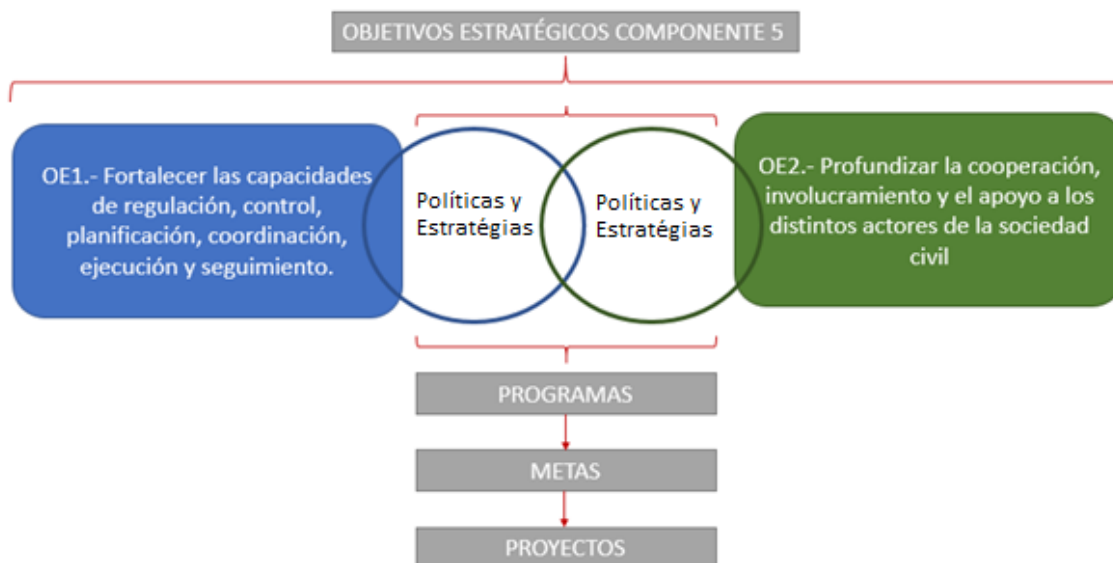 OBJETIVOS ESTRATÉGICOS COMPONENTE 5
OE1.- Fortalecer las capacidades
de regulación, control,
planificación, coordinación,
ejecución y seguimiento.
Políticas y
Estratégias
Políticas y
Estratégias
OE2.- Profundizar la cooperación,
involucramiento y el apoyo a los
distintos actores de la sociedad
civil
PROGRAMAS
METAS
PROYECTOS